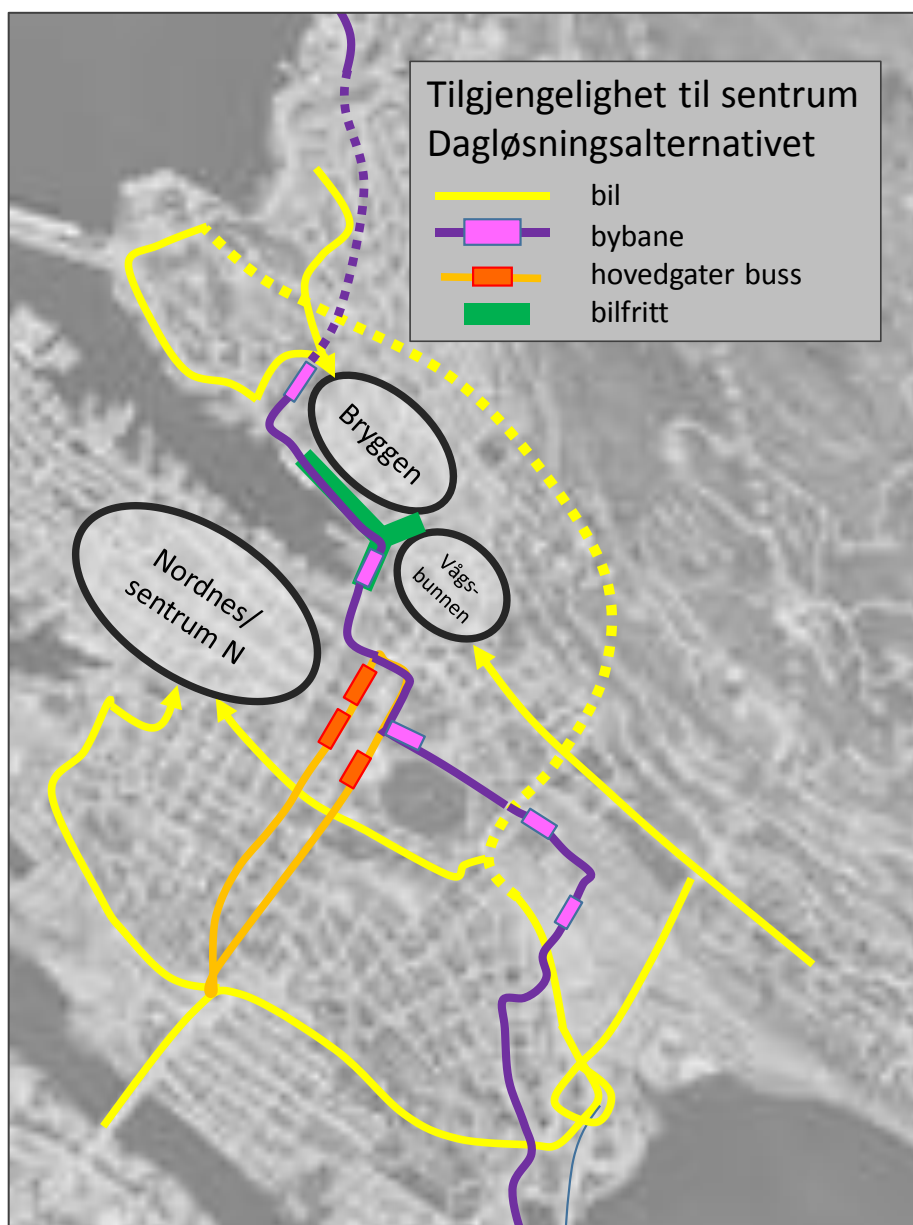 Tilgjengelighet til sentrum
Dagløsningsalternativet
bil
bybane
hovedgater buss
bilfritt
Bryggen
Vågs-
bunnen
Nordnes/
sentrum N